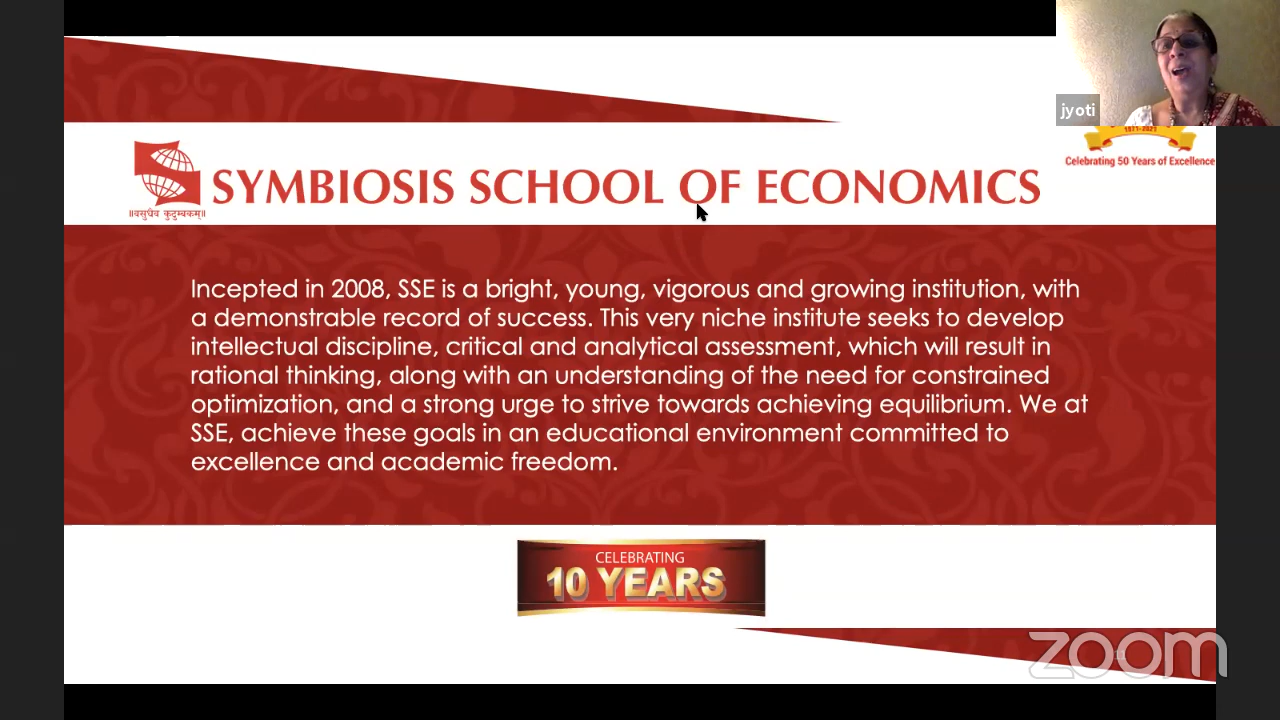 jyoti
1971-2021
Celebrating 50 Years of Excellence
SYMBIOSIS SCHOOL OF ECONOMICS
॥वसुधैव कुटुम्बकम्॥
Incepted in 2008, SSE is a bright, young, vigorous and growing institution, with
a demonstrable record of success. This very niche institute seeks to develop
intellectual discipline, critical and analytical assessment, which will result in
rational thinking, along with an understanding of the need for constrained
optimization, and a strong urge to strive towards achieving equilibrium. We at
SSE, achieve these goals in an educational environment committed to
excellence and academic freedom.
CELEBRATING
10 YEARS
zoom
11